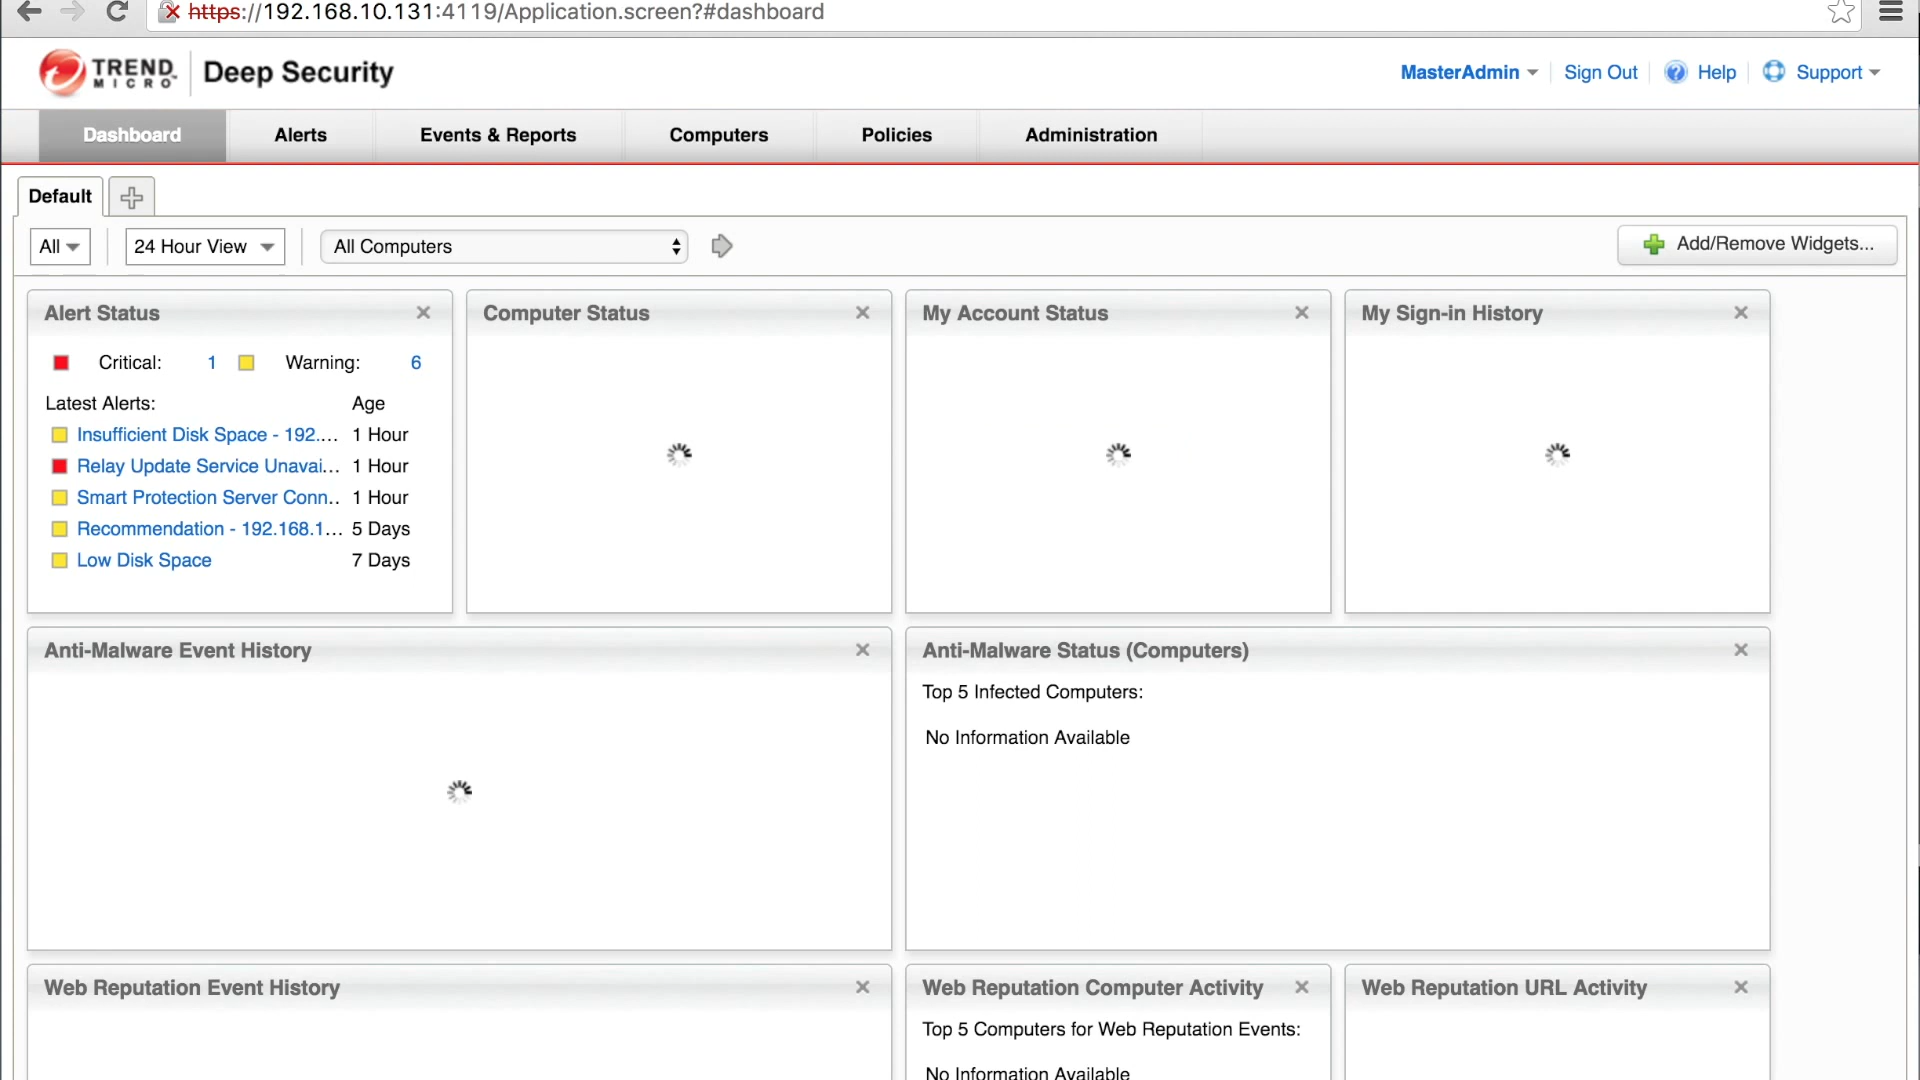 https://192.168.10.131:4119/Application.screen?#dashboard
TREND MICRO Deep Security
MasterAdmin Sign Out Help Support
Dashboard Alerts Events & Reports Computers Policies Administration
Default
All 24 Hour View All Computers Add/Remove Widgets...
Alert Status Computer Status My Account Status My Sign-in History
Critical: 1 Warning: 6
Latest Alerts: Age
Insufficient Disk Space - 192.... 1 Hour
Relay Update Service Unavai... 1 Hour
Smart Protection Server Conn.. 1 Hour
Recommendation - 192.168.1... 5 Days
Low Disk Space 7 Days
Anti-Malware Event History Anti-Malware Status (Computers)
Top 5 Infected Computers:
No Information Available
Web Reputation Event History Web Reputation Computer Activity Web Reputation URL Activity
Top 5 Computers for Web Reputation Events:
No Information Available